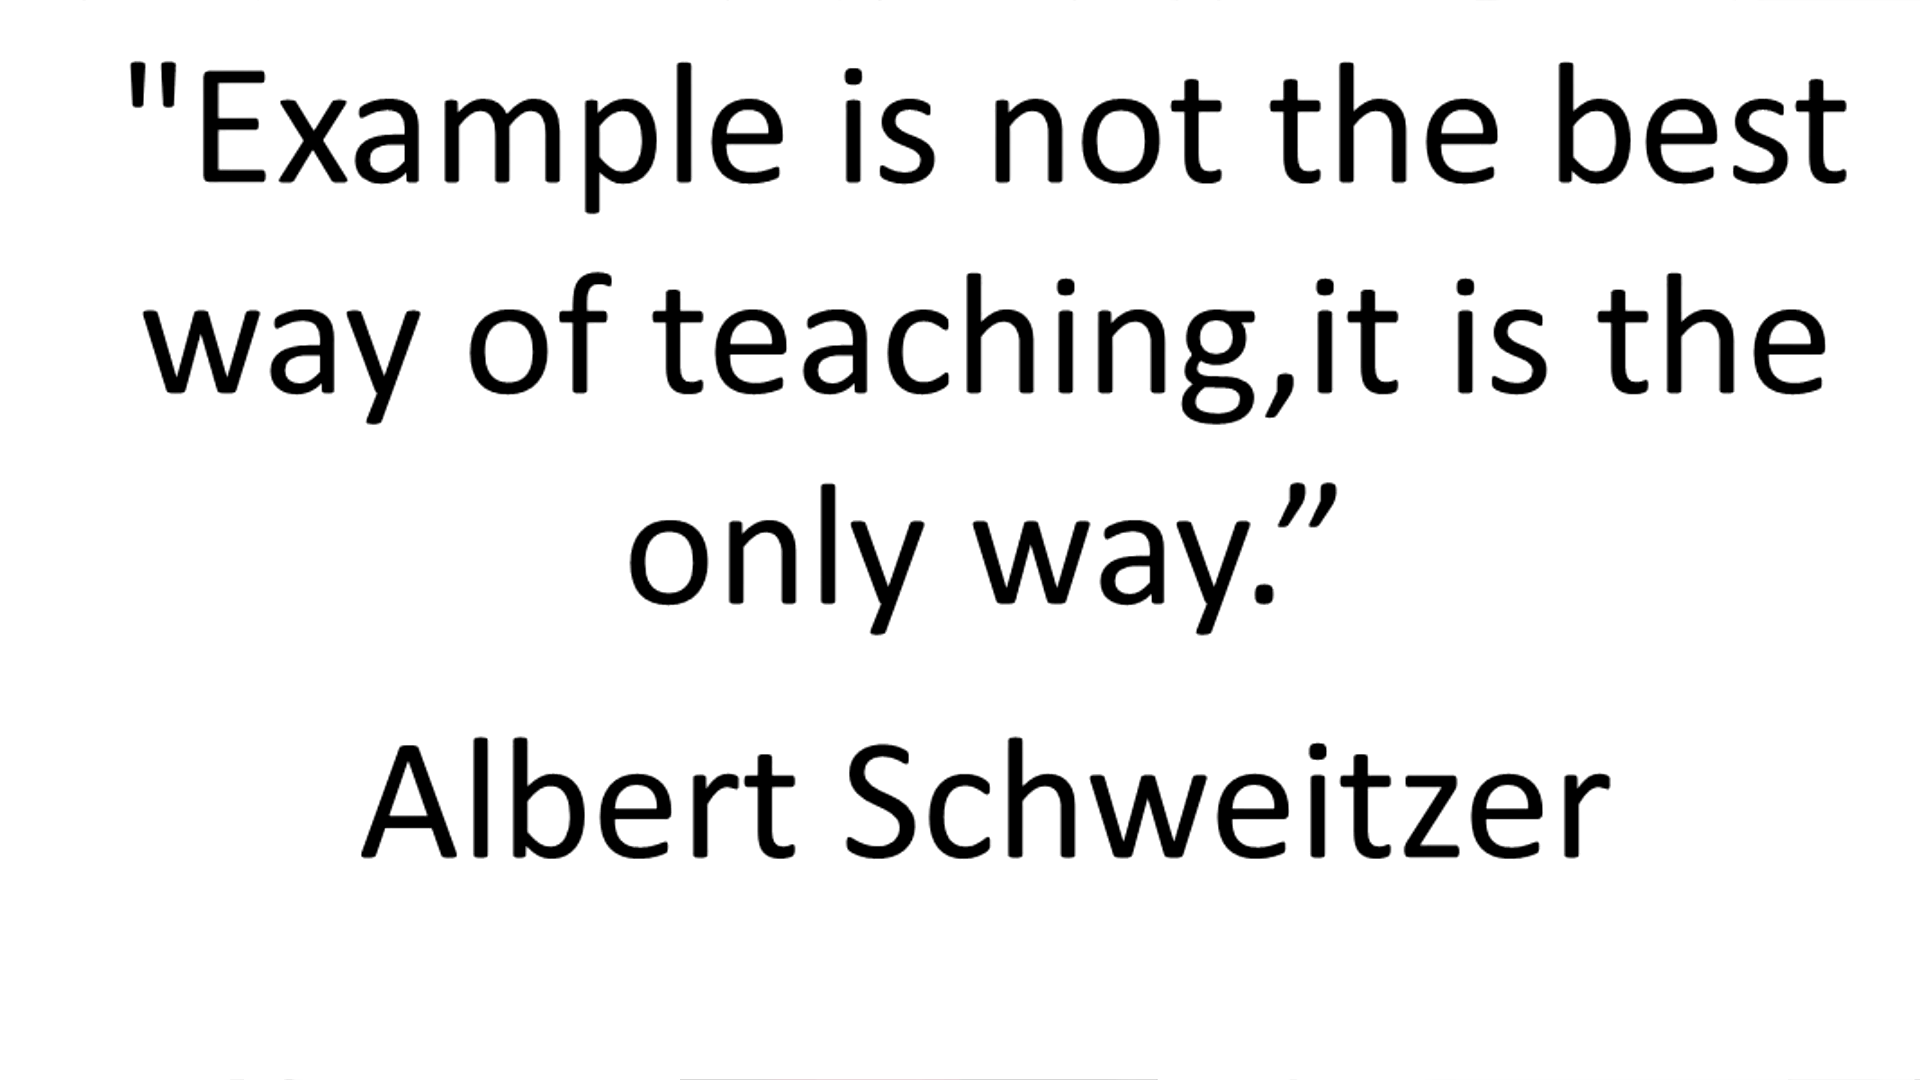 "Example is not the best
way of teaching,it is the
only way.”
Albert Schweitzer